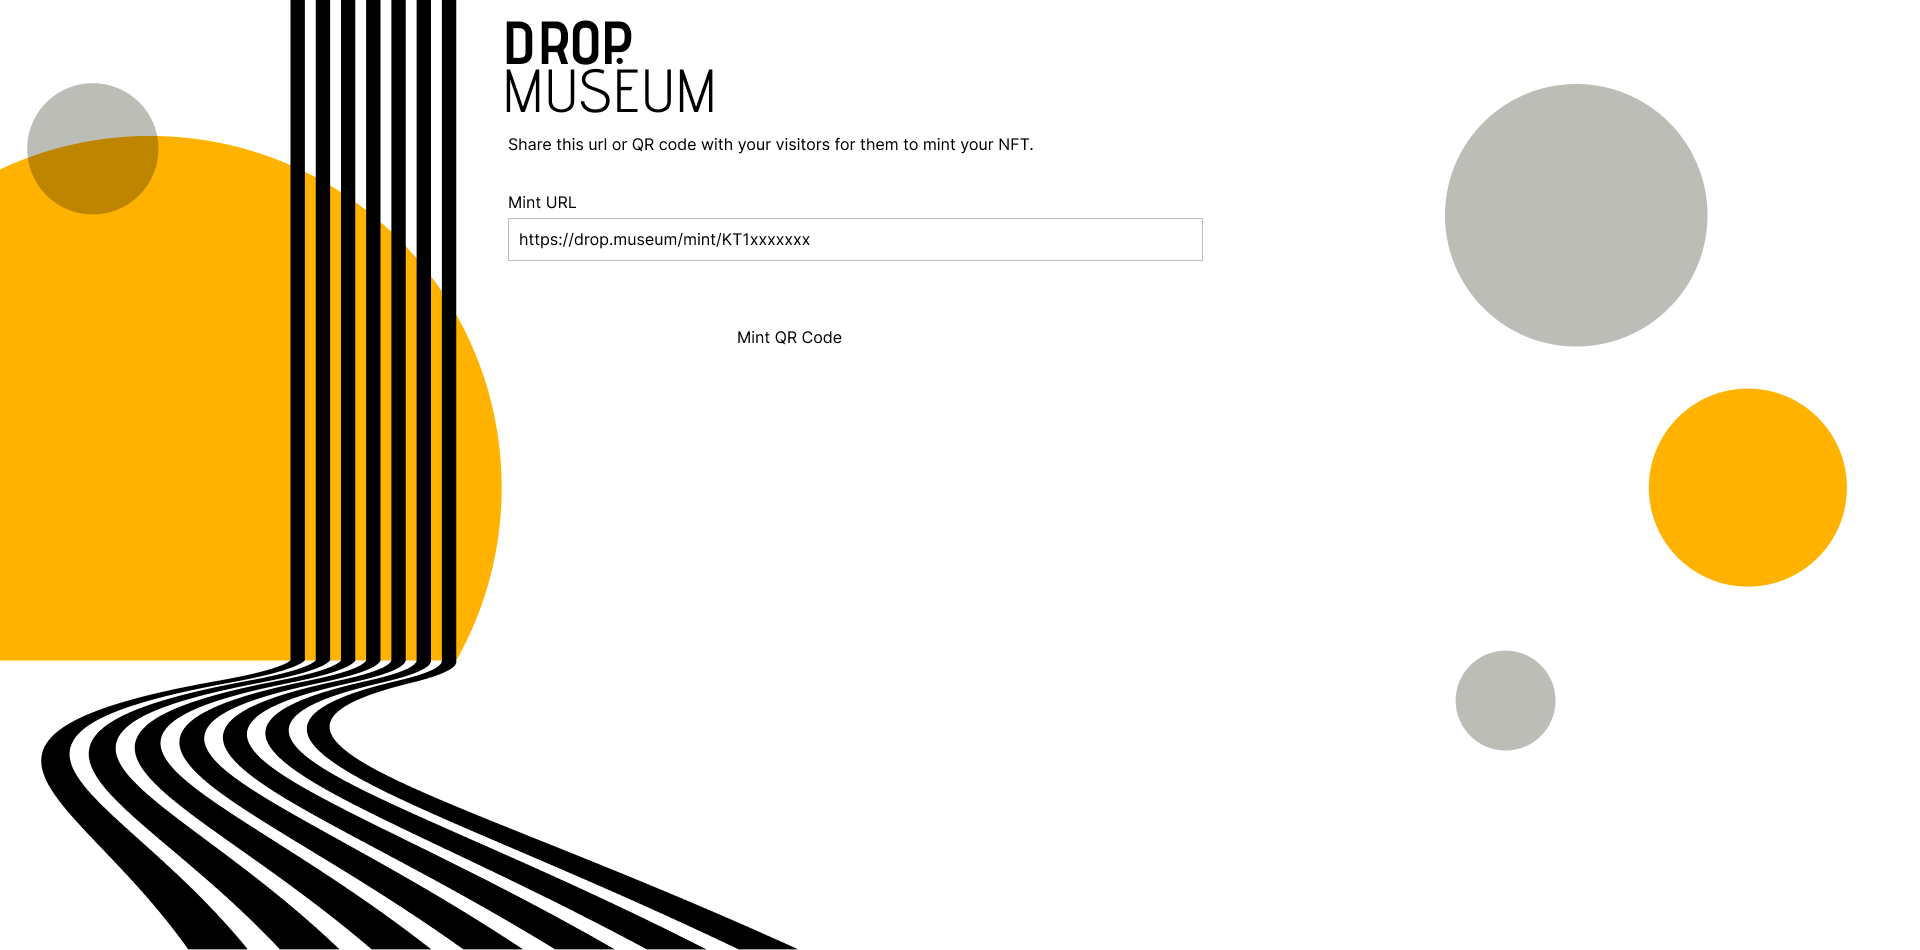 DROP.
MUSEUM
Share this url or QR code with your visitors for them to mint your NFT.
Mint URL
https://drop.museum/mint/KT1xxxxxxx
Mint QR Code